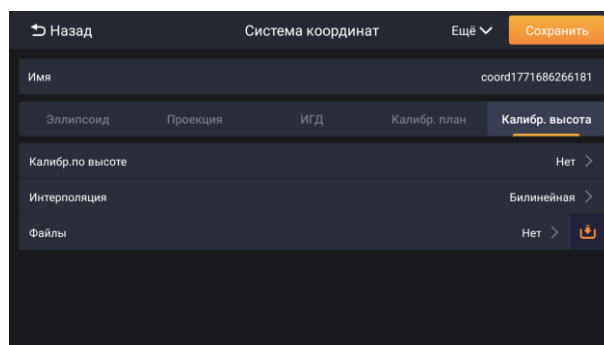 Назад Система координат Ещё Сохранить
Имя coord1771686266181
Эллипсоид Проекция ИГД Калибр. план Калибр. высота
Калибр.по высоте Нет
Интерполяция Билинейная
Файлы Нет